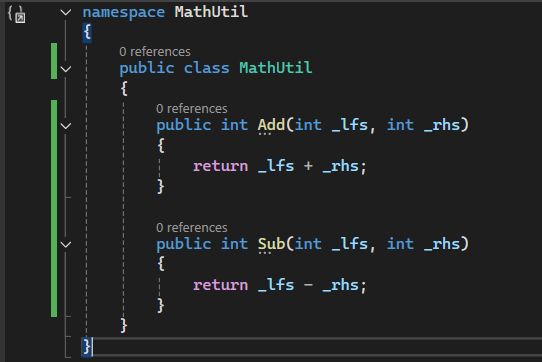 namespace MathUtil
{
0 references
public class MathUtil
{
0 references
public int Add(int _lfs, int _rhs)
{
return _lfs + _rhs;
}
0 references
public int Sub(int _lfs, int _rhs)
{
return _lfs - _rhs;
}
}
}